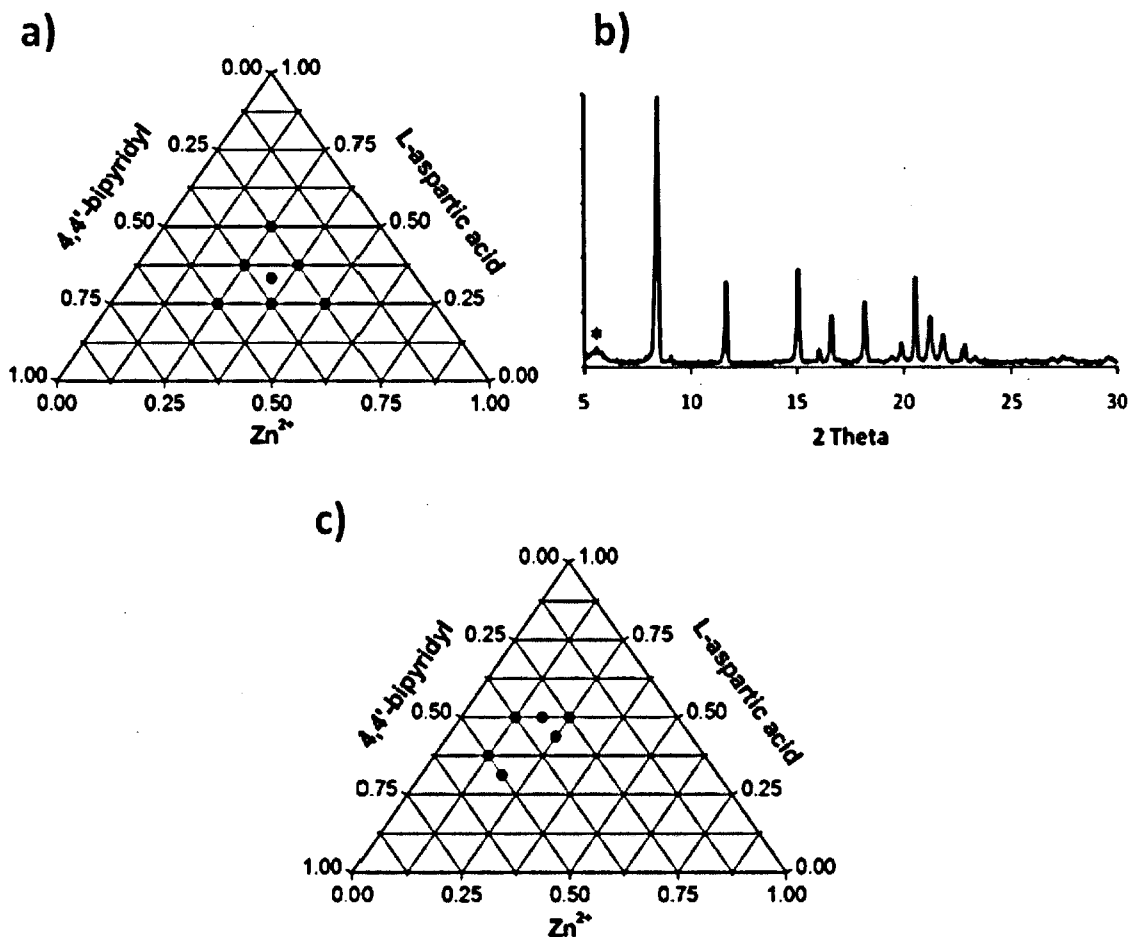 a)
0.00 1.00
0.25 0.75
0.50 0.50
0.75 0.25
1.00 0.00
0.00 0.25 0.50 0.75 1.00
4,4'-bipyridyl
L-aspartic acid
Zn²⁺
b)
*
5 10 15 20 25 30
2 Theta
c)
0.00 1.00
0.25 0.75
0.50 0.50
0.75 0.25
1.00 0.00
0.00 0.25 0.50 0.75 1.00
4,4'-bipyridyl
L-aspartic acid
Zn²⁺